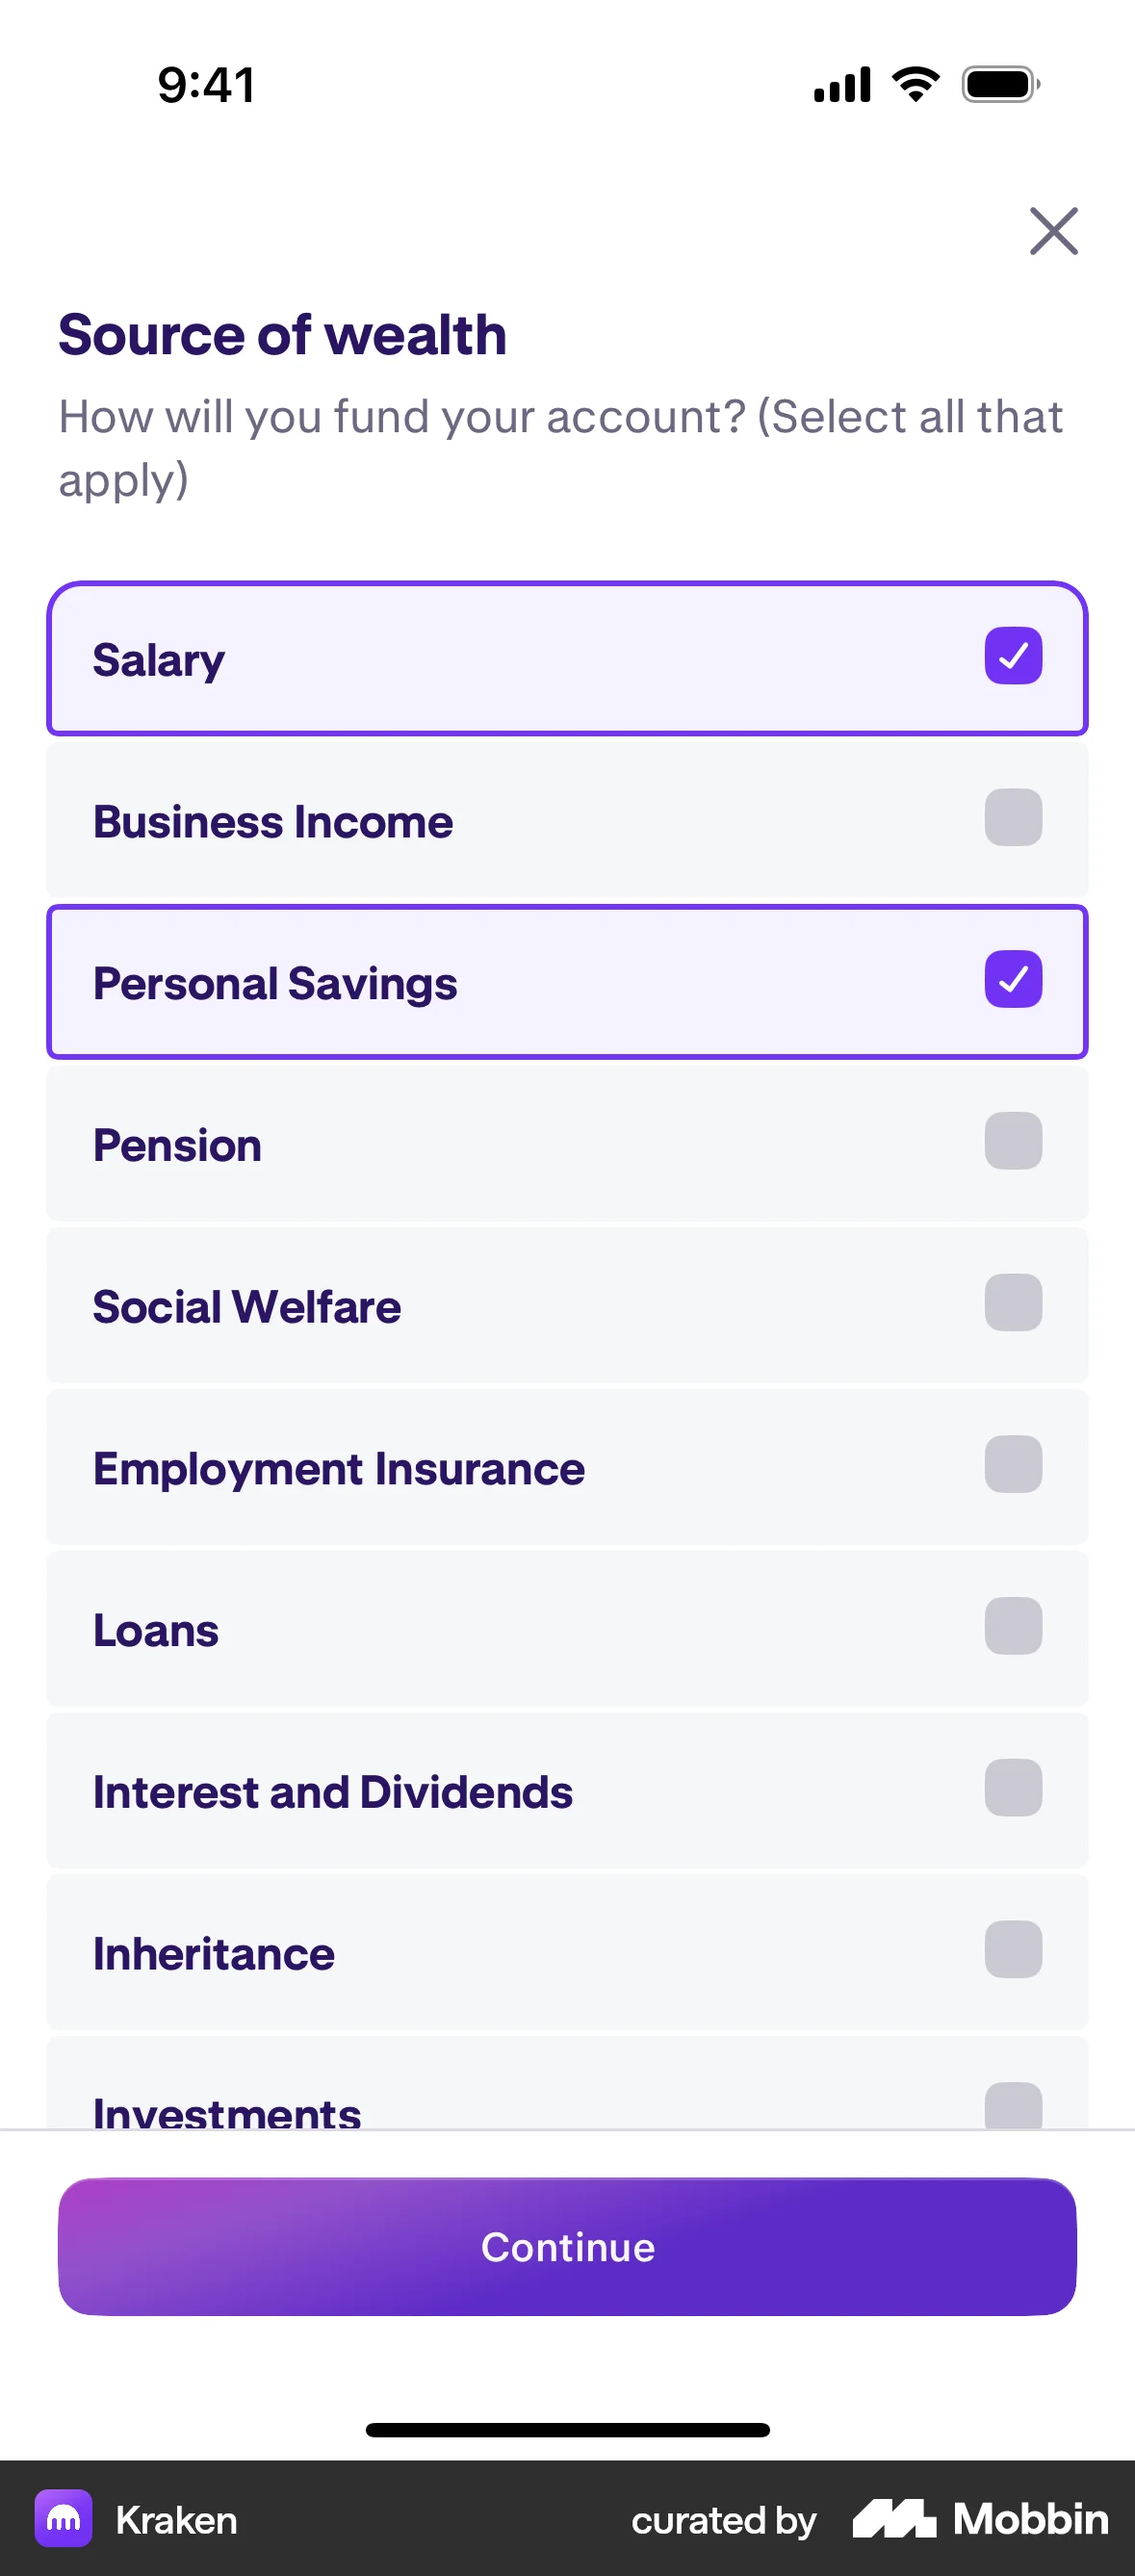 9:41
Source of wealth
How will you fund your account? (Select all that
apply)
Salary
Business Income
Personal Savings
Pension
Social Welfare
Employment Insurance
Loans
Interest and Dividends
Inheritance
Investments
Continue
Kraken
curated by Mobbin